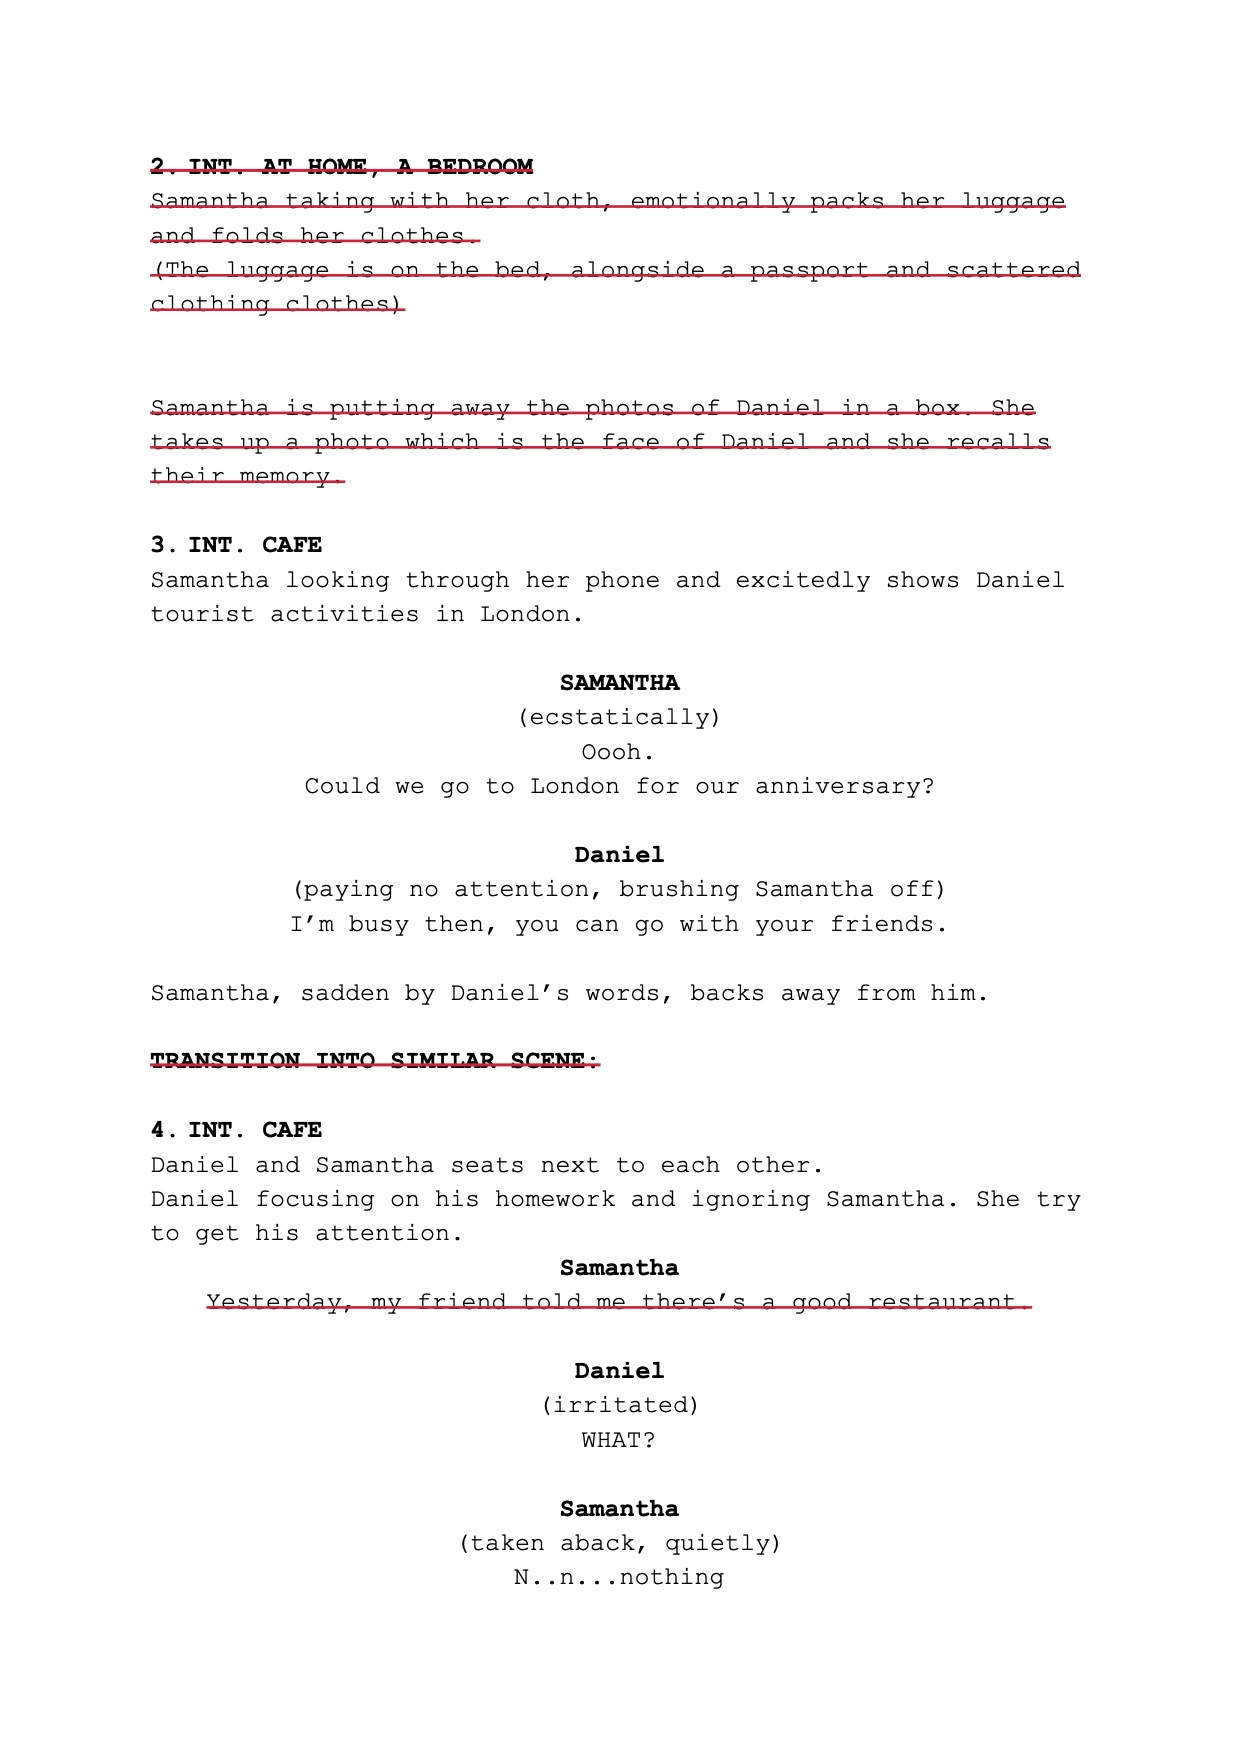 2. INT. AT HOME, A BEDROOM
Samantha taking with her cloth, emotionally packs her luggage
and folds her clothes.
(The luggage is on the bed, alongside a passport and scattered
clothing clothes)
Samantha is putting away the photos of Daniel in a box. She
takes up a photo which is the face of Daniel and she recalls
their memory.
3. INT. CAFE
Samantha looking through her phone and excitedly shows Daniel
tourist activities in London.
SAMANTHA
(ecstatically)
Oooh.
Could we go to London for our anniversary?
Daniel
(paying no attention, brushing Samantha off)
I’m busy then, you can go with your friends.
Samantha, sadden by Daniel’s words, backs away from him.
TRANSITION INTO SIMILAR SCENE:
4. INT. CAFE
Daniel and Samantha seats next to each other.
Daniel focusing on his homework and ignoring Samantha. She try
to get his attention.
Samantha
Yesterday, my friend told me there’s a good restaurant.
Daniel
(irritated)
WHAT?
Samantha
(taken aback, quietly)
N..n...nothing